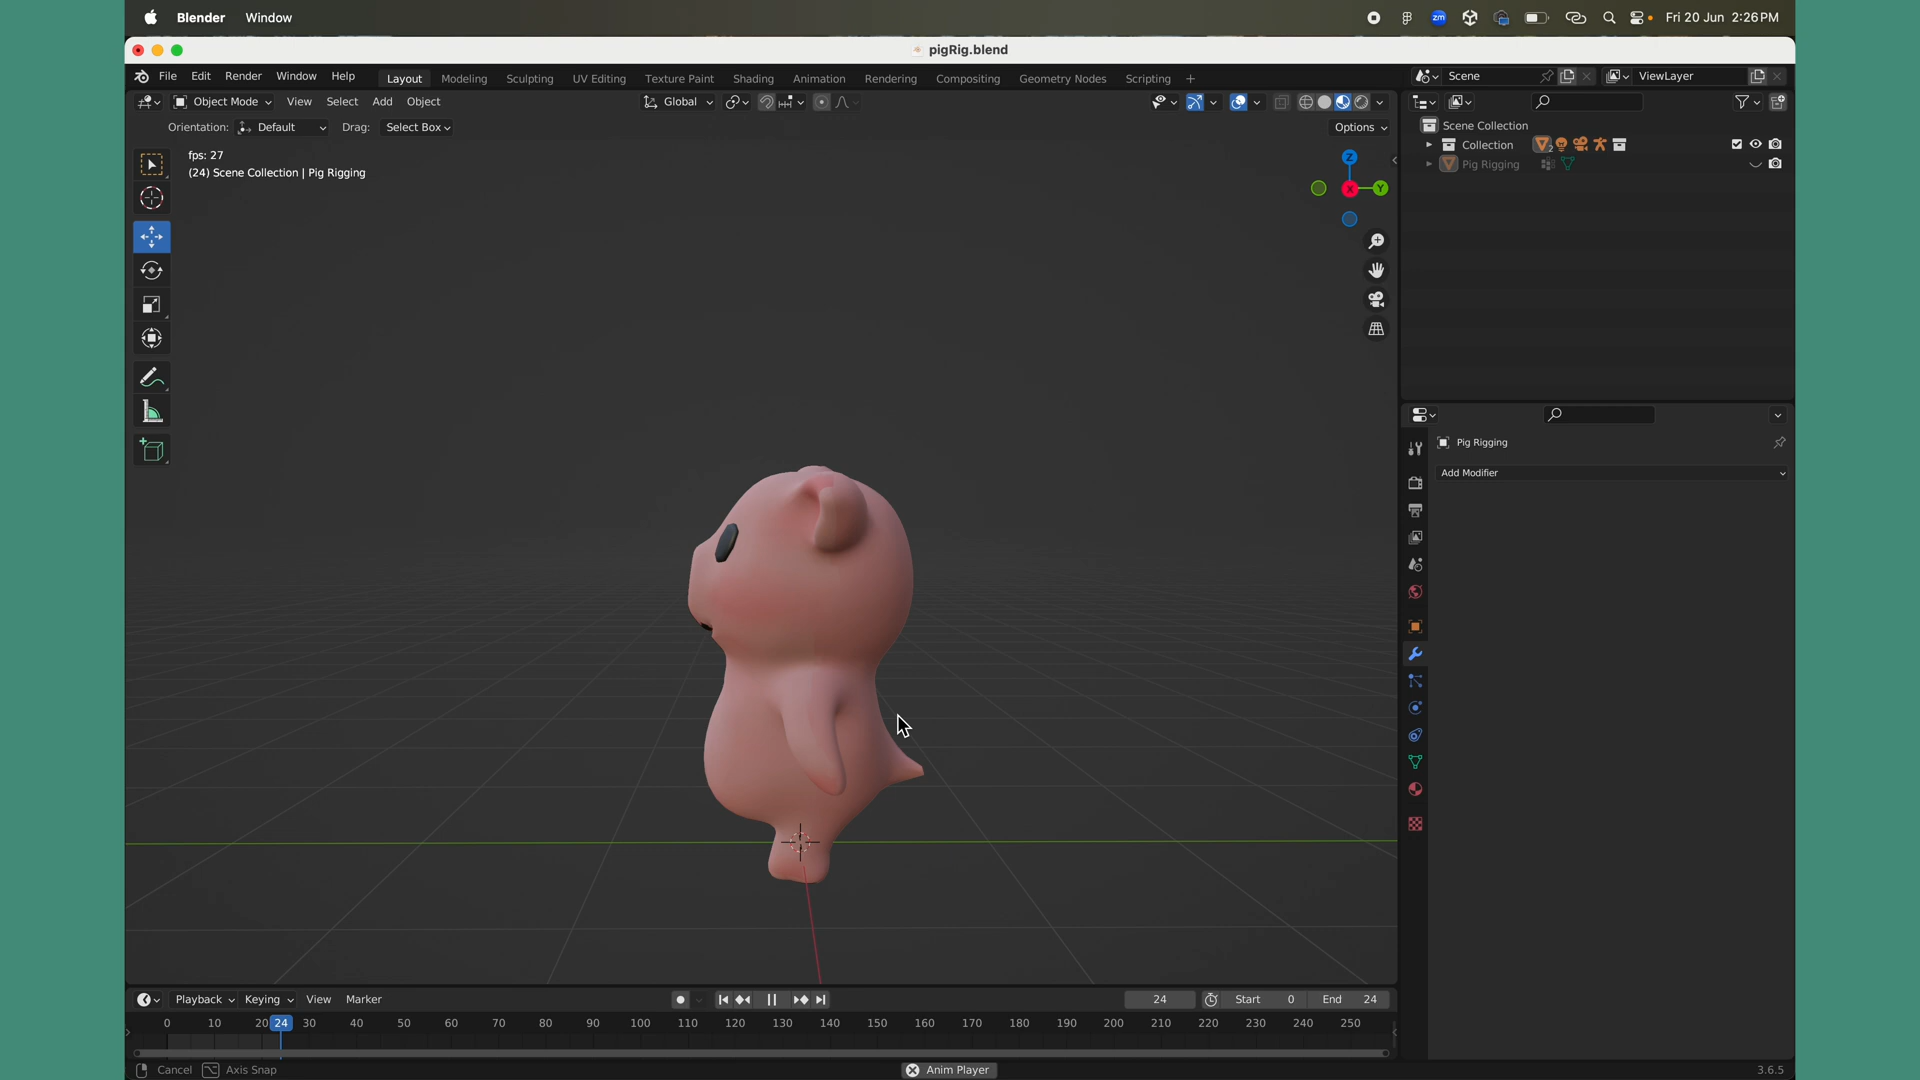 Blender Window
zm
Fri 20 Jun 2:26 PM
pigRig.blend
File Edit Render Window Help
Layout Modeling Sculpting UV Editing Texture Paint Shading Animation Rendering Compositing Geometry Nodes Scripting +
Scene
ViewLayer
Object Mode View Select Add Object
Global
Orientation: Default Drag: Select Box
Options
fps: 27
(24) Scene Collection | Pig Rigging
Z
X
Y
Scene Collection
Collection
2
Pig Rigging
Pig Rigging
Add Modifier
Playback Keying View Marker
24
Start 0 End 24
0 10 20 24 30 40 50 60 70 80 90 100 110 120 130 140 150 160 170 180 190 200 210 220 230 240 250
Cancel Axis Snap
Anim Player
3.6.5